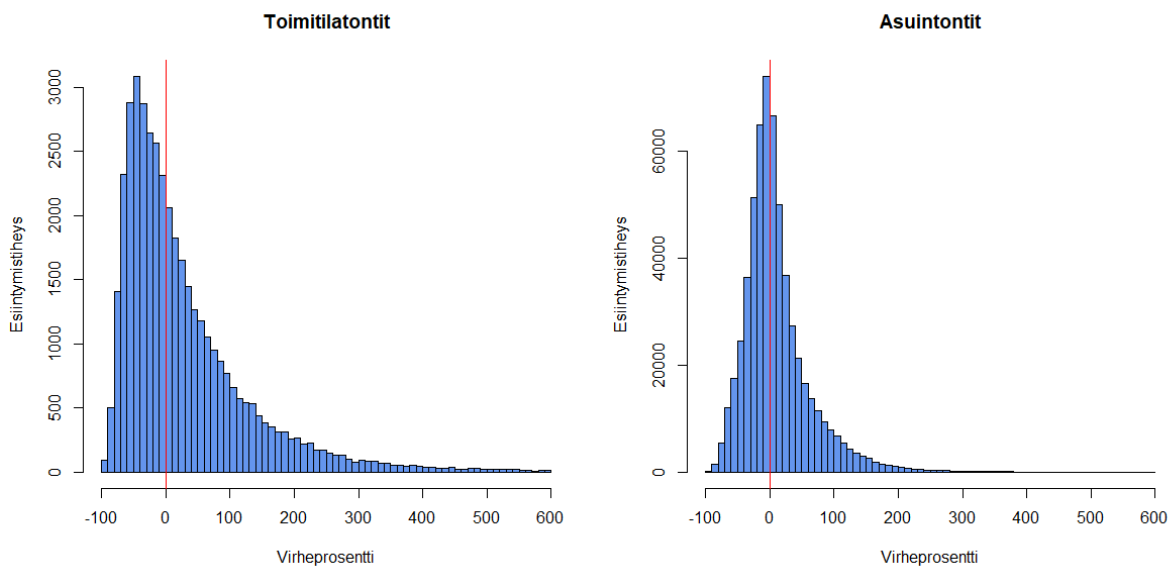 Toimitilatontit
Esiintymistiheys
0 500 1000 1500 2000 2500 3000
-100 0 100 200 300 400 500 600
Virheprosentti
Asuintontit
Esiintymistiheys
0 20000 40000 60000
-100 0 100 200 300 400 500 600
Virheprosentti